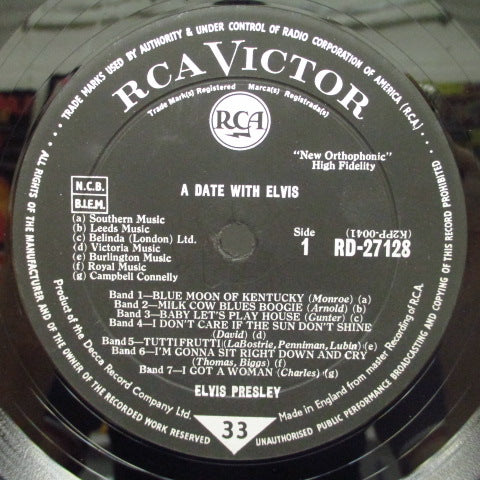 TRADE MARKS USED BY AUTHORITY & UNDER CONTROL OF RADIO CORPORATION OF AMERICA (R.C.A.)
RCA VICTOR
Trade Mark(s) Registered Marca(s) Registrada(s)
RCA
"New Orthophonic"
High Fidelity
N.C.B.
B.I.E.M.
A DATE WITH ELVIS
(a) Southern Music
(b) Leeds Music
(c) Belinda (London) Ltd.
(d) Victoria Music
(e) Burlington Music
(f) Royal Music
(g) Campbell Connelly
Side
1
(K2PP-0041)
RD-27128
Band 1—BLUE MOON OF KENTUCKY (Monroe) (a)
Band 2—MILK COW BLUES BOOGIE (Arnold) (b)
Band 3—BABY LET'S PLAY HOUSE (Gunter) (c)
Band 4—I DON'T CARE IF THE SUN DON'T SHINE
(David) (d)
Band 5—TUTTI FRUTTI (LaBostrie, Penniman, Lubin) (e)
Band 6—I'M GONNA SIT RIGHT DOWN AND CRY
(Thomas, Biggs) (f)
Band 7—I GOT A WOMAN (Charles) (g)
ELVIS PRESLEY
Product of the Decca Record Company Ltd.
Made in England from master Recording of R.C.A.
33
ALL RIGHTS OF THE MANUFACTURER AND OF THE OWNER OF THE RECORDED WORK RESERVED
UNAUTHORISED PUBLIC PERFORMANCE BROADCASTING AND COPYING OF THIS RECORD PROHIBITED